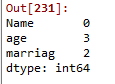 Out[231]:
Name 0
age 3
marriag 2
dtype: int64